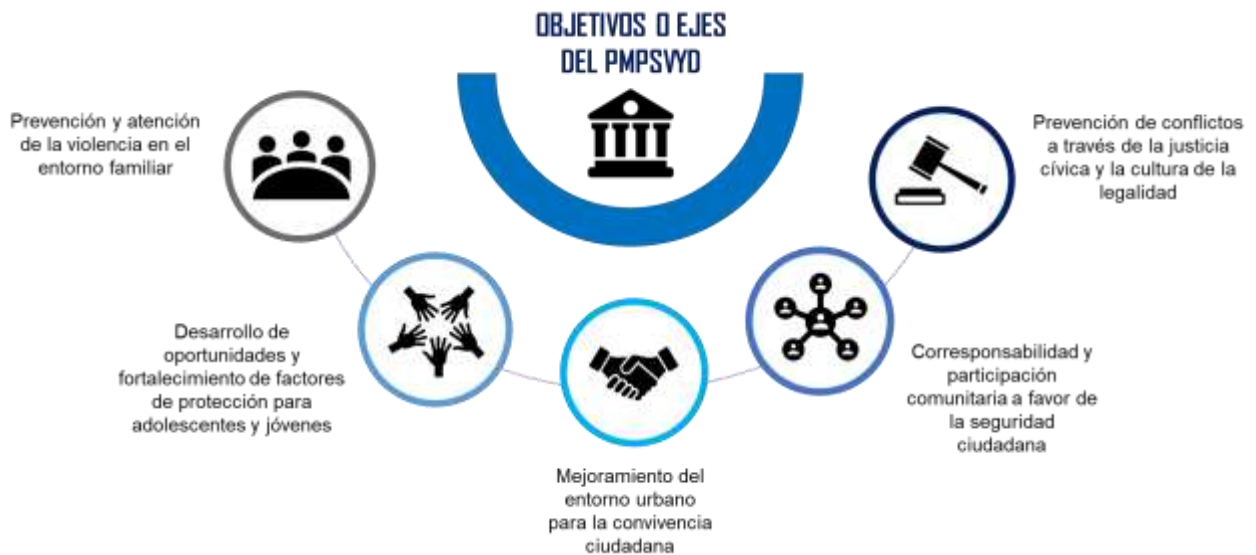 OBJETIVOS O EJES
DEL PMPSVYD
Prevención y atención
de la violencia en el
entorno familiar
Desarrollo de
oportunidades y
fortalecimiento de factores
de protección para
adolescentes y jóvenes
Mejoramiento del
entorno urbano
para la convivencia
ciudadana
Corresponsabilidad y
participación
comunitaria a favor de
la seguridad
ciudadana
Prevención de conflictos
a través de la justicia
cívica y la cultura de la
legalidad